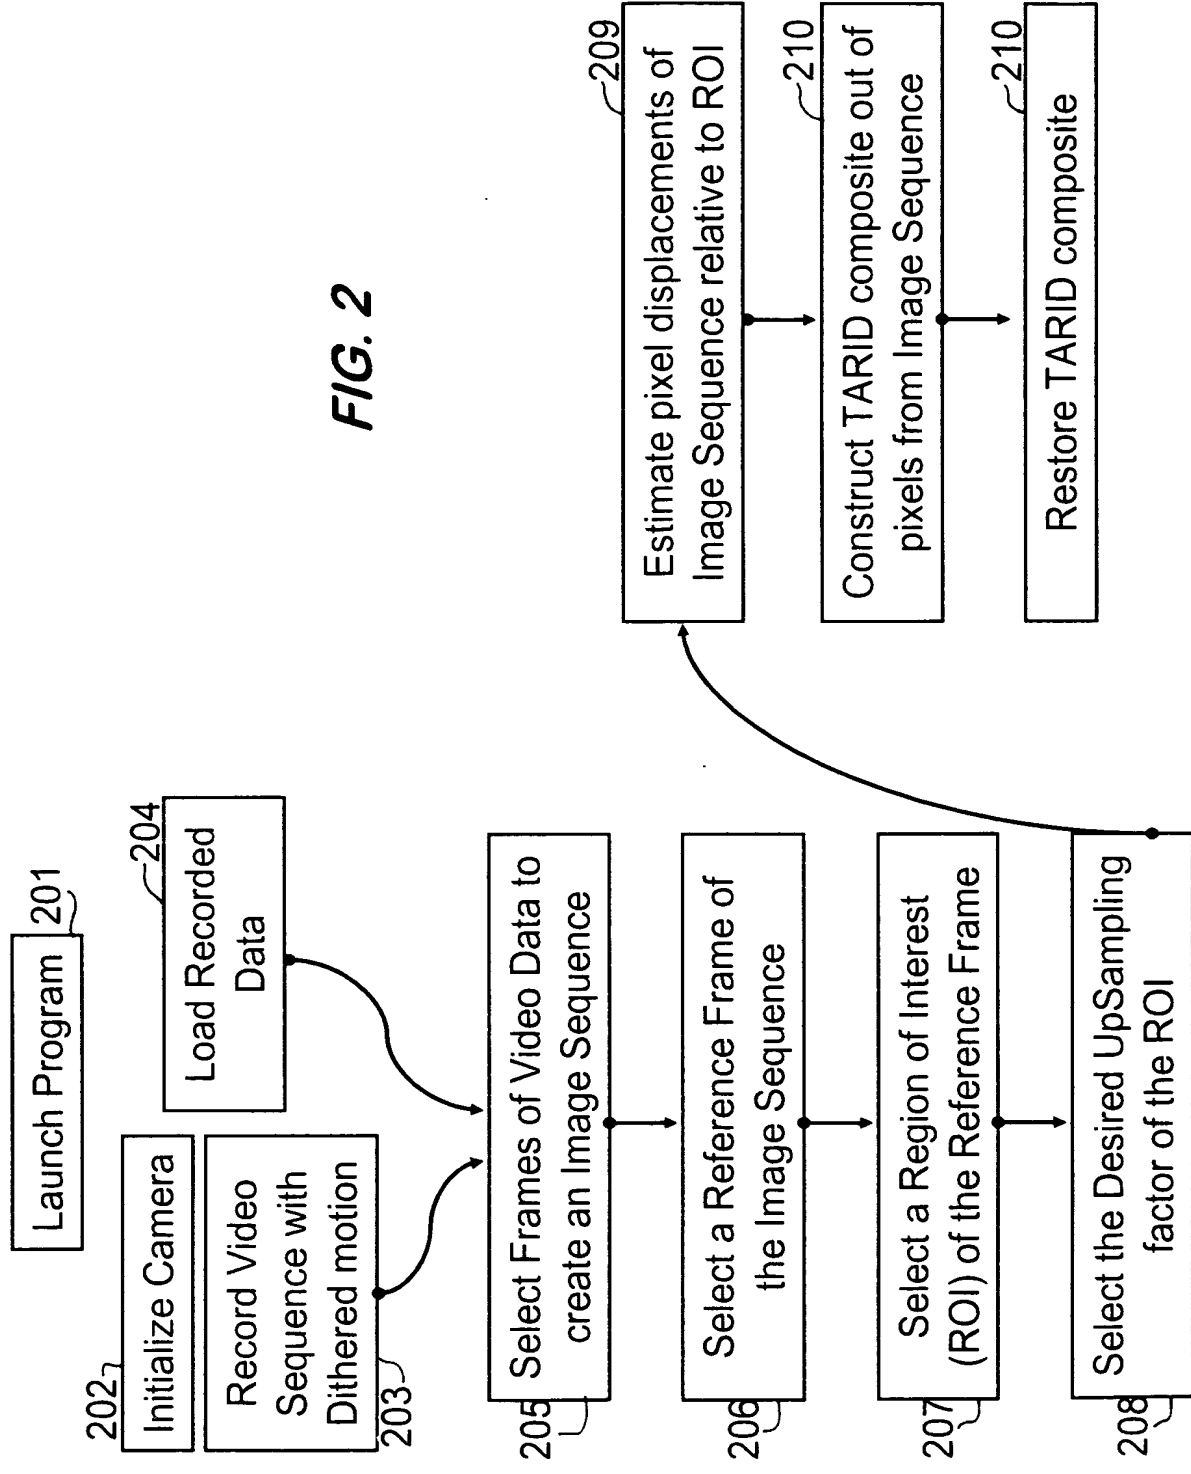 Launch Program
201
202
Initialize Camera
Record Video
Sequence with
Dithered motion
203
204
Load Recorded
Data
205
Select Frames of Video Data to
create an Image Sequence
206
Select a Reference Frame of
the Image Sequence
207
Select a Region of Interest
(ROI) of the Reference Frame
208
Select the Desired UpSampling
factor of the ROI
FIG. 2
209
Estimate pixel displacements of
Image Sequence relative to ROI
210
Construct TARID composite out of
pixels from Image Sequence
210
Restore TARID composite